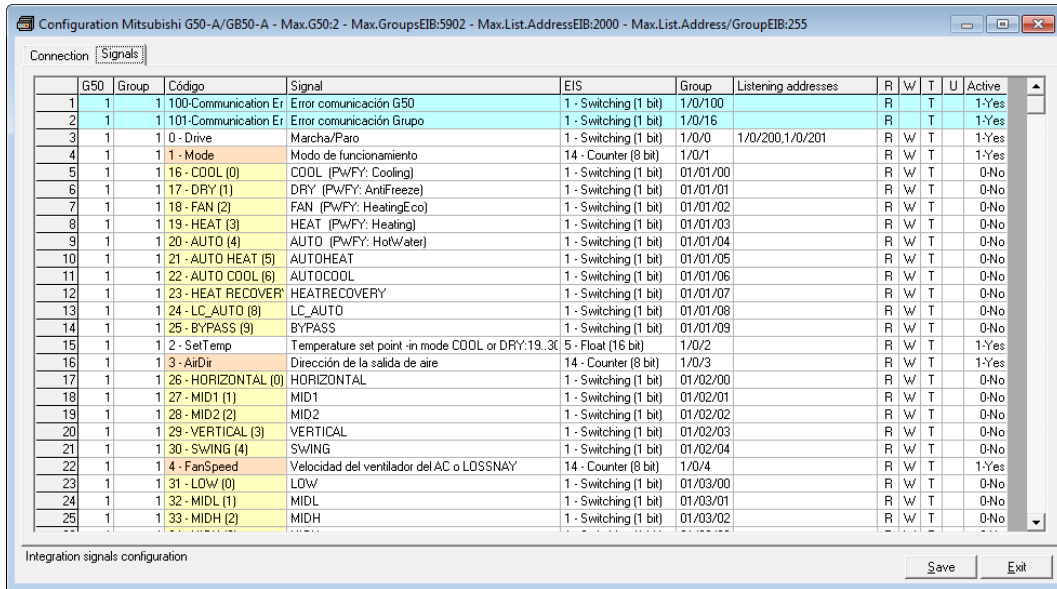 Configuration Mitsubishi G50-A/GB50-A - Max.G50:2 - Max.GroupsEIB:5902 - Max.List.AddressEIB:2000 - Max.List.Address/GroupEIB:255
Connection Signals
G50 Group Código Signal EIS Group Listening addresses R W T U Active
1 1 1 100-Communication Er Error comunicación G50 1 - Switching (1 bit) 1/0/100 R T 1-Yes
2 1 1 101-Communication Er Error comunicación Grupo 1 - Switching (1 bit) 1/0/16 R T 1-Yes
3 1 1 0 - Drive Marcha/Paro 1 - Switching (1 bit) 1/0/0 1/0/200,1/0/201 R W T 1-Yes
4 1 1 1 - Mode Modo de funcionamiento 14 - Counter (8 bit) 1/0/1 R W T 1-Yes
5 1 1 16 - COOL (0) COOL (PWFY: Cooling) 1 - Switching (1 bit) 01/01/00 R W T 0-No
6 1 1 17 - DRY (1) DRY (PWFY: AntiFreeze) 1 - Switching (1 bit) 01/01/01 R W T 0-No
7 1 1 18 - FAN (2) FAN (PWFY: HeatingEco) 1 - Switching (1 bit) 01/01/02 R W T 0-No
8 1 1 19 - HEAT (3) HEAT (PWFY: Heating) 1 - Switching (1 bit) 01/01/03 R W T 0-No
9 1 1 20 - AUTO (4) AUTO (PWFY: HotWater) 1 - Switching (1 bit) 01/01/04 R W T 0-No
10 1 1 21 - AUTO HEAT (5) AUTOHEAT 1 - Switching (1 bit) 01/01/05 R W T 0-No
11 1 1 22 - AUTO COOL (6) AUTOCOOL 1 - Switching (1 bit) 01/01/06 R W T 0-No
12 1 1 23 - HEAT RECOVERY HEATRECOVERY 1 - Switching (1 bit) 01/01/07 R W T 0-No
13 1 1 24 - LC_AUTO (8) LC_AUTO 1 - Switching (1 bit) 01/01/08 R W T 0-No
14 1 1 25 - BYPASS (9) BYPASS 1 - Switching (1 bit) 01/01/09 R W T 0-No
15 1 1 2 - SetTemp Temperature set point -in mode COOL or DRY:19..30 5 - Float (16 bit) 1/0/2 R W T 1-Yes
16 1 1 3 - AirDir Dirección de la salida de aire 14 - Counter (8 bit) 1/0/3 R W T 1-Yes
17 1 1 26 - HORIZONTAL (0) HORIZONTAL 1 - Switching (1 bit) 01/02/00 R W T 0-No
18 1 1 27 - MID1 (1) MID1 1 - Switching (1 bit) 01/02/01 R W T 0-No
19 1 1 28 - MID2 (2) MID2 1 - Switching (1 bit) 01/02/02 R W T 0-No
20 1 1 29 - VERTICAL (3) VERTICAL 1 - Switching (1 bit) 01/02/03 R W T 0-No
21 1 1 30 - SWING (4) SWING 1 - Switching (1 bit) 01/02/04 R W T 0-No
22 1 1 4 - FanSpeed Velocidad del ventilador del AC o LOSSNAY 14 - Counter (8 bit) 1/0/4 R W T 1-Yes
23 1 1 31 - LOW (0) LOW 1 - Switching (1 bit) 01/03/00 R W T 0-No
24 1 1 32 - MIDL (1) MIDL 1 - Switching (1 bit) 01/03/01 R W T 0-No
25 1 1 33 - MIDH (2) MIDH 1 - Switching (1 bit) 01/03/02 R W T 0-No
Integration signals configuration
Save Exit